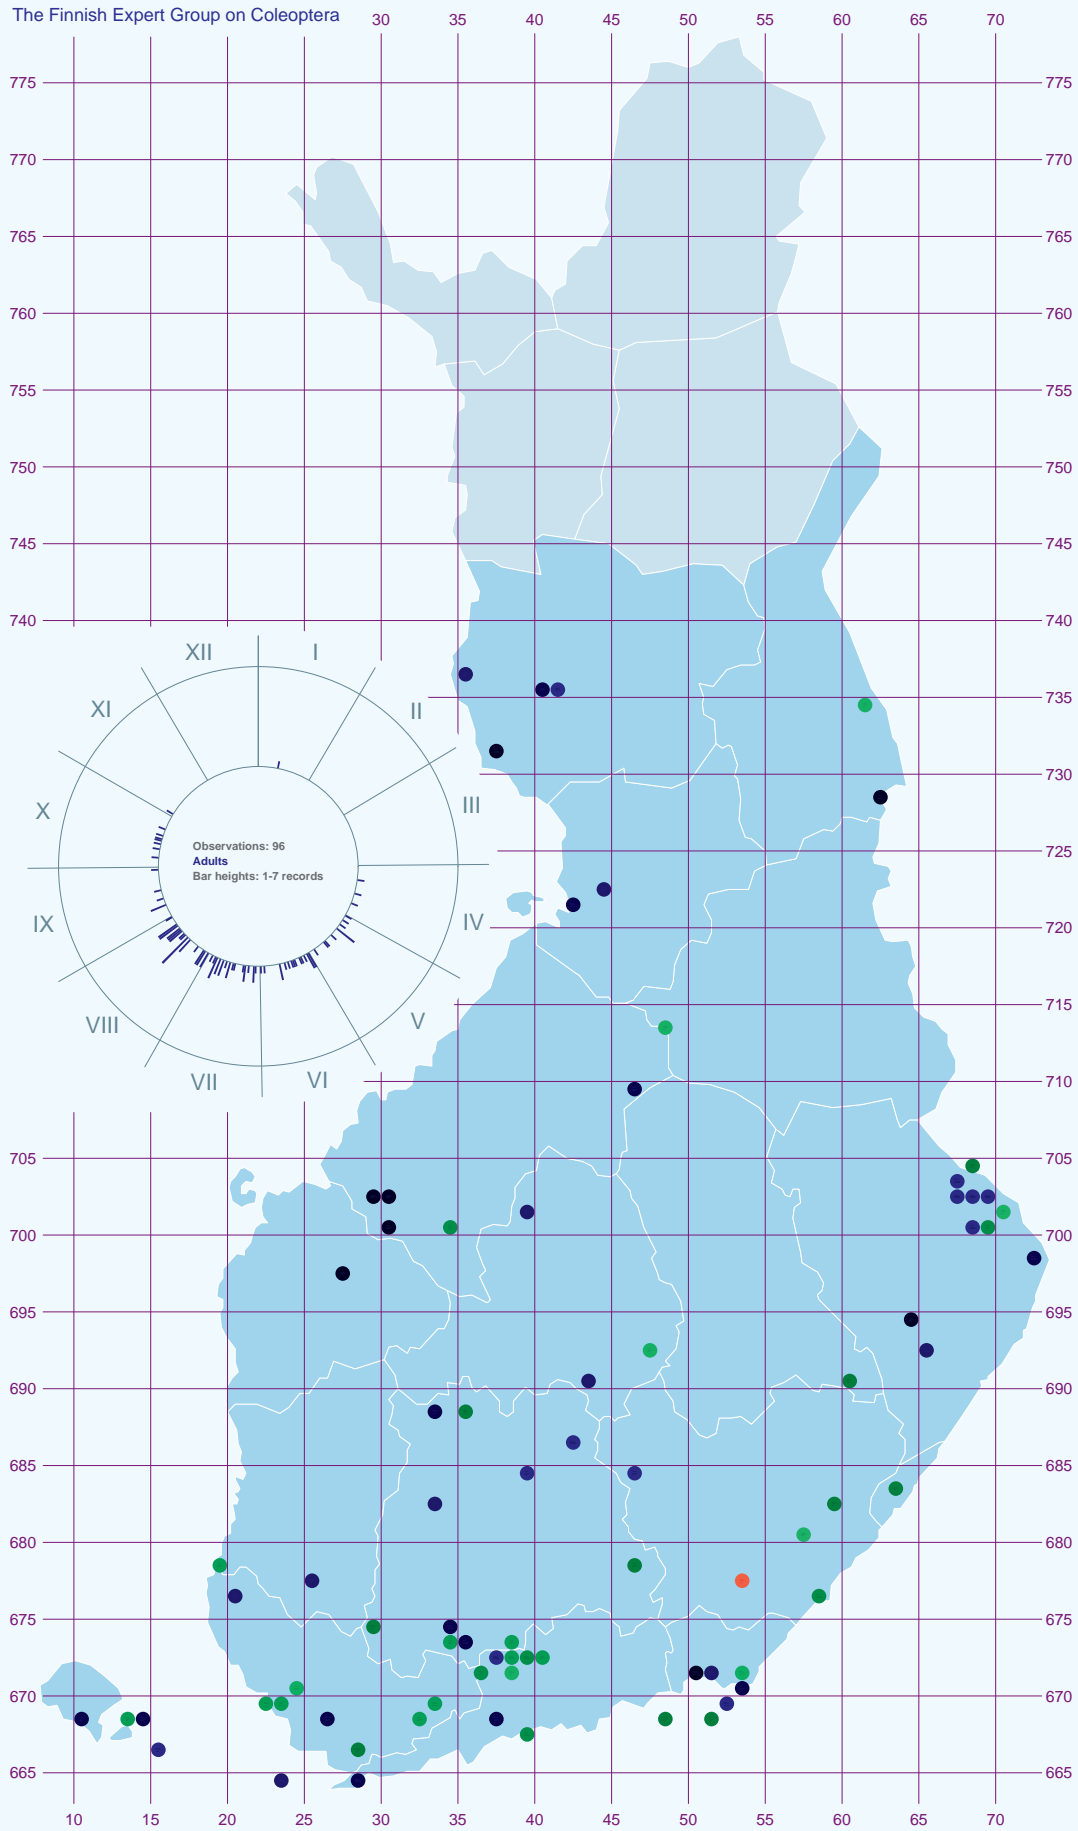 The Finnish Expert Group on Coleoptera
30 35 40 45 50 55 60 65 70
775 775
770 770
765 765
760 760
755 755
750 750
745 745
740 740
XII I
XI II
735
X III
730
Observations: 96
Adults
Bar heights: 1-7 records
725
IX IV
720
715
VIII V
VII VI
710
705 705
700 700
695 695
690 690
685 685
680 680
675 675
670 670
665 665
10 15 20 25 30 35 40 45 50 55 60 65 70